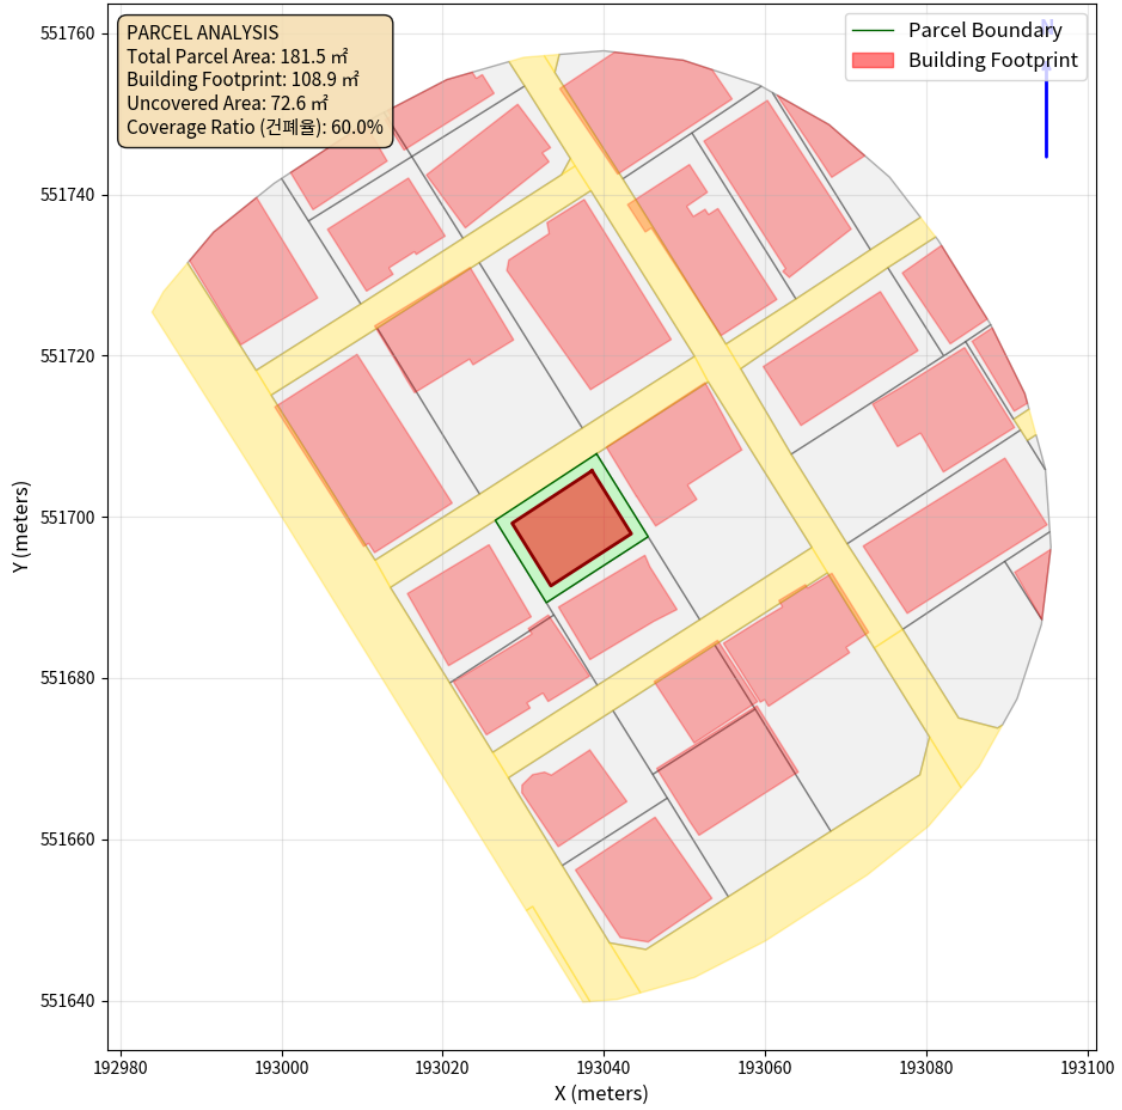 PARCEL ANALYSIS
Total Parcel Area: 181.5 ㎡
Building Footprint: 108.9 ㎡
Uncovered Area: 72.6 ㎡
Coverage Ratio (건폐율): 60.0%
N
Parcel Boundary
Building Footprint
551760
551740
551720
551700
551680
551660
551640
Y (meters)
192980
193000
193020
193040
193060
193080
193100
X (meters)